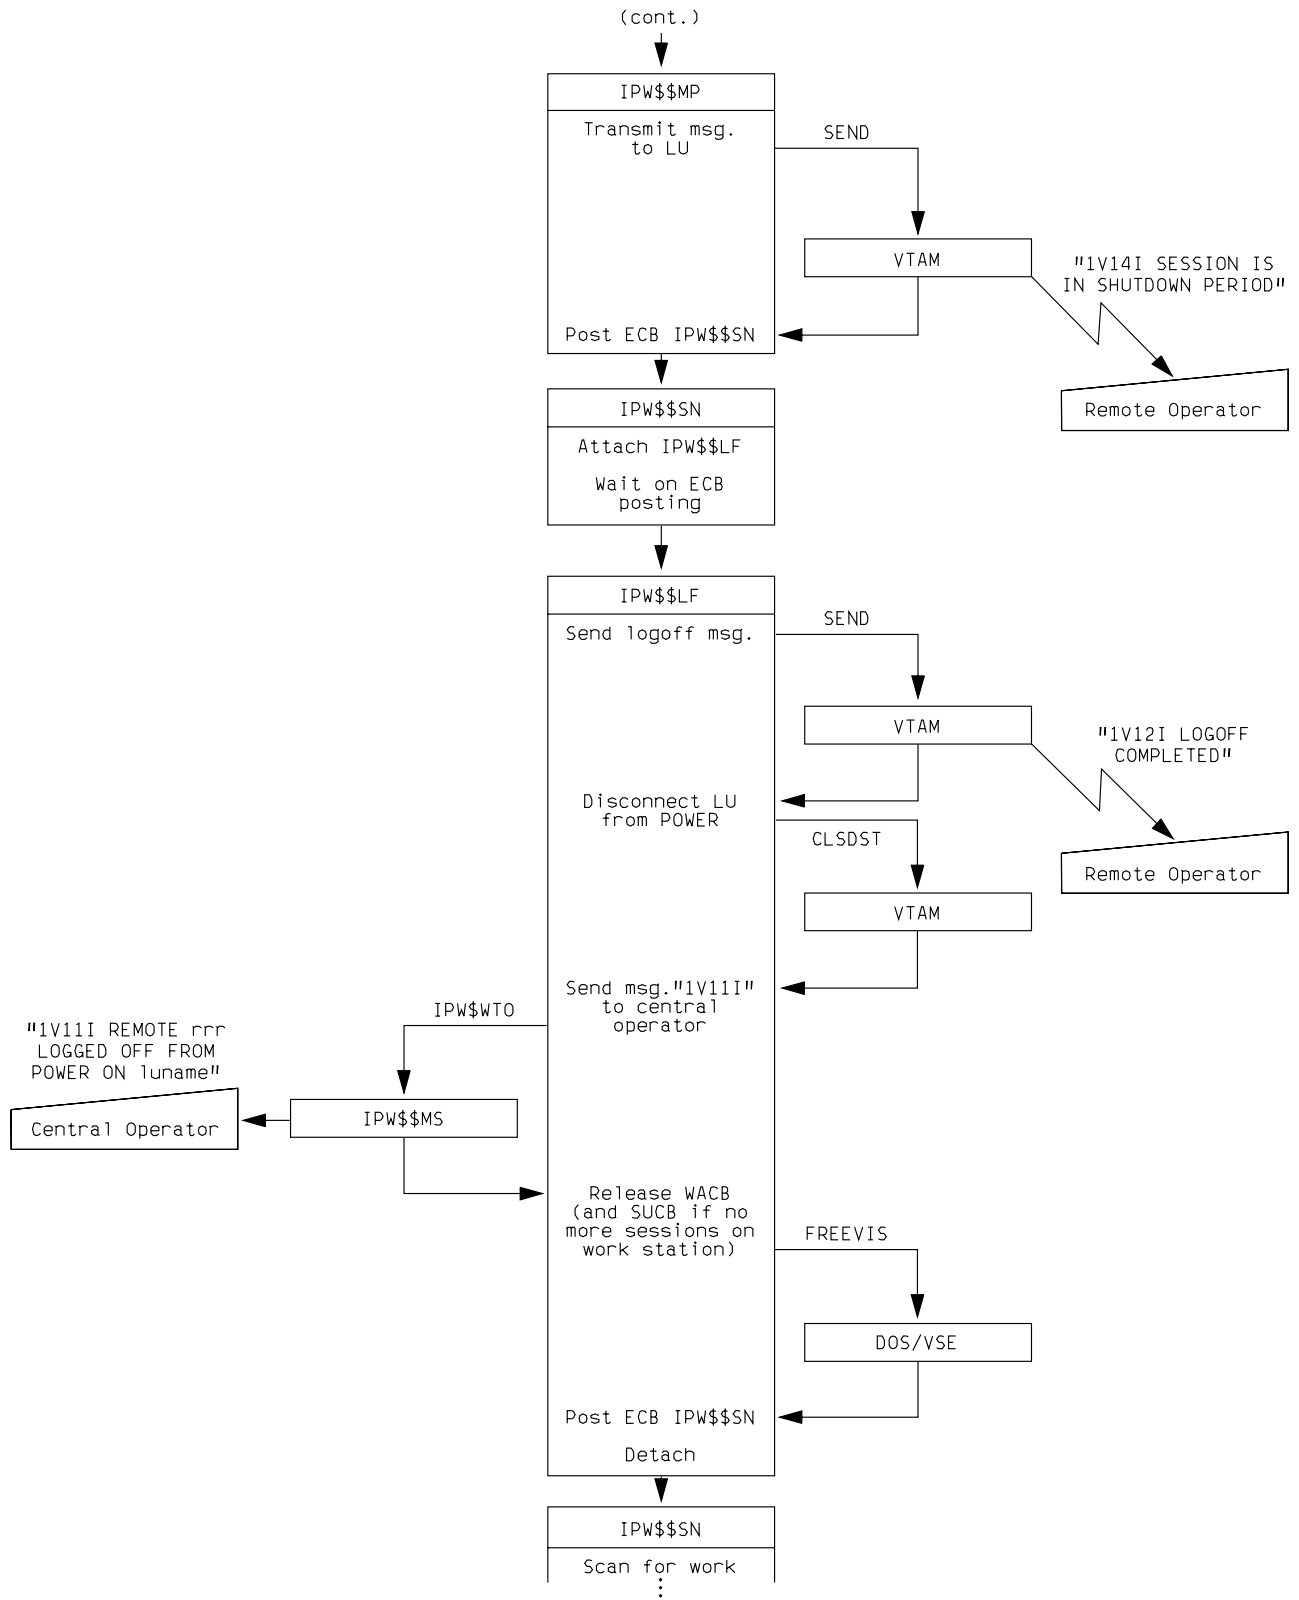 (cont.)
IPW$$MP
Transmit msg.
to LU
SEND
VTAM
"1V14I SESSION IS
IN SHUTDOWN PERIOD"
Post ECB IPW$$SN
Remote Operator
IPW$$SN
Attach IPW$$LF
Wait on ECB
posting
IPW$$LF
Send logoff msg.
SEND
VTAM
"1V12I LOGOFF
COMPLETED"
Disconnect LU
from POWER
CLSDST
Remote Operator
VTAM
Send msg."1V11I"
to central
operator
IPW$WTO
"1V11I REMOTE rrr
LOGGED OFF FROM
POWER ON luname"
IPW$$MS
Central Operator
Release WACB
(and SUCB if no
more sessions on
work station)
FREEVIS
DOS/VSE
Post ECB IPW$$SN
Detach
IPW$$SN
Scan for work